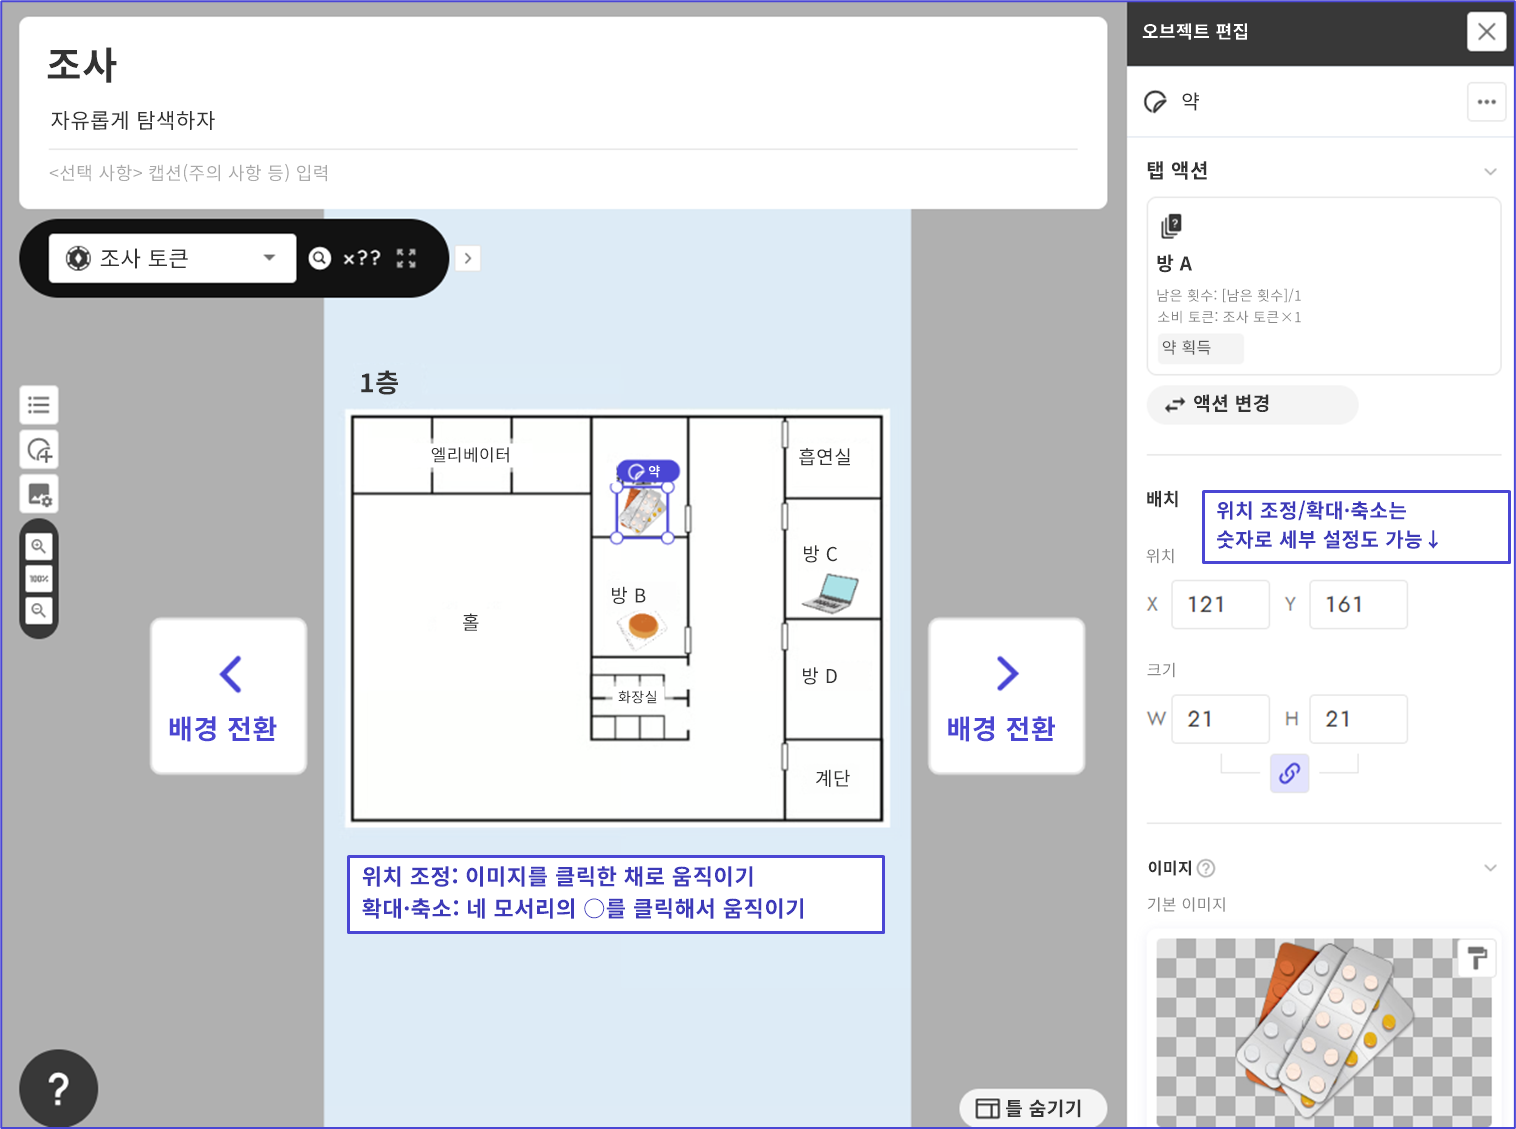 조사
자유롭게 탐색하자
<선택 사항> 캡션(주의 사항 등) 입력
조사 토큰
×??
100%
1층
엘리베이터
약
흡연실
방 C
방 B
홀
방 D
화장실
계단
배경 전환
배경 전환
위치 조정: 이미지를 클릭한 채로 움직이기
확대·축소: 네 모서리의 ○를 클릭해서 움직이기
?
틀 숨기기
오브젝트 편집
약
탭 액션
?
방 A
남은 횟수: [남은 횟수]/1
소비 토큰: 조사 토큰×1
약 획득
액션 변경
배치
위치 조정/확대·축소는
숫자로 세부 설정도 가능↓
위치
X 121 Y 161
크기
W 21 H 21
이미지 ?
기본 이미지